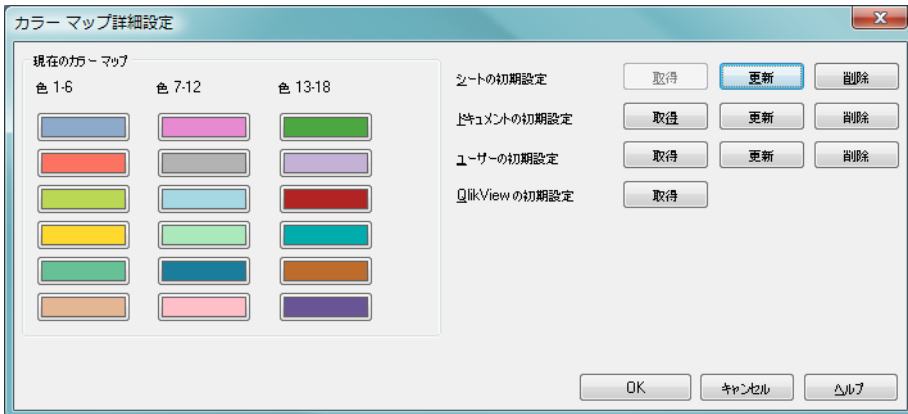 カラー マップ詳細設定
現在のカラー マップ
色 1-6 色 7-12 色 13-18
シートの初期設定 取得 更新 削除
ドキュメントの初期設定 取得 更新 削除
ユーザーの初期設定 取得 更新 削除
QlikView の初期設定 取得
OK キャンセル ヘルプ